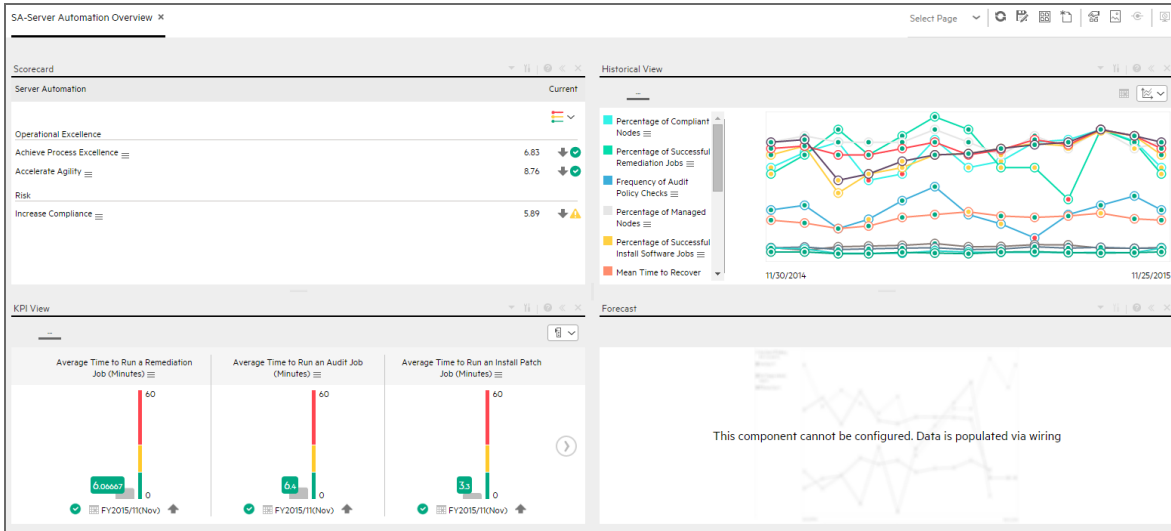 SA-Server Automation Overview ×
Select Page
Scorecard
Server Automation Current
Operational Excellence
Achieve Process Excellence 6.83
Accelerate Agility 8.76
Risk
Increase Compliance 5.89
Historical View
Percentage of Compliant
Nodes
Percentage of Successful
Remediation Jobs
Frequency of Audit
Policy Checks
Percentage of Managed
Nodes
Percentage of Successful
Install Software Jobs
Mean Time to Recover
11/30/2014 11/25/2015
KPI View
Average Time to Run a Remediation
Job (Minutes)
60
6.06667
0
FY2015/11(Nov)
Average Time to Run an Audit Job
(Minutes)
60
6.4
0
FY2015/11(Nov)
Average Time to Run an Install Patch
Job (Minutes)
60
3.3
0
FY2015/11(Nov)
Forecast
This component cannot be configured. Data is populated via wiring